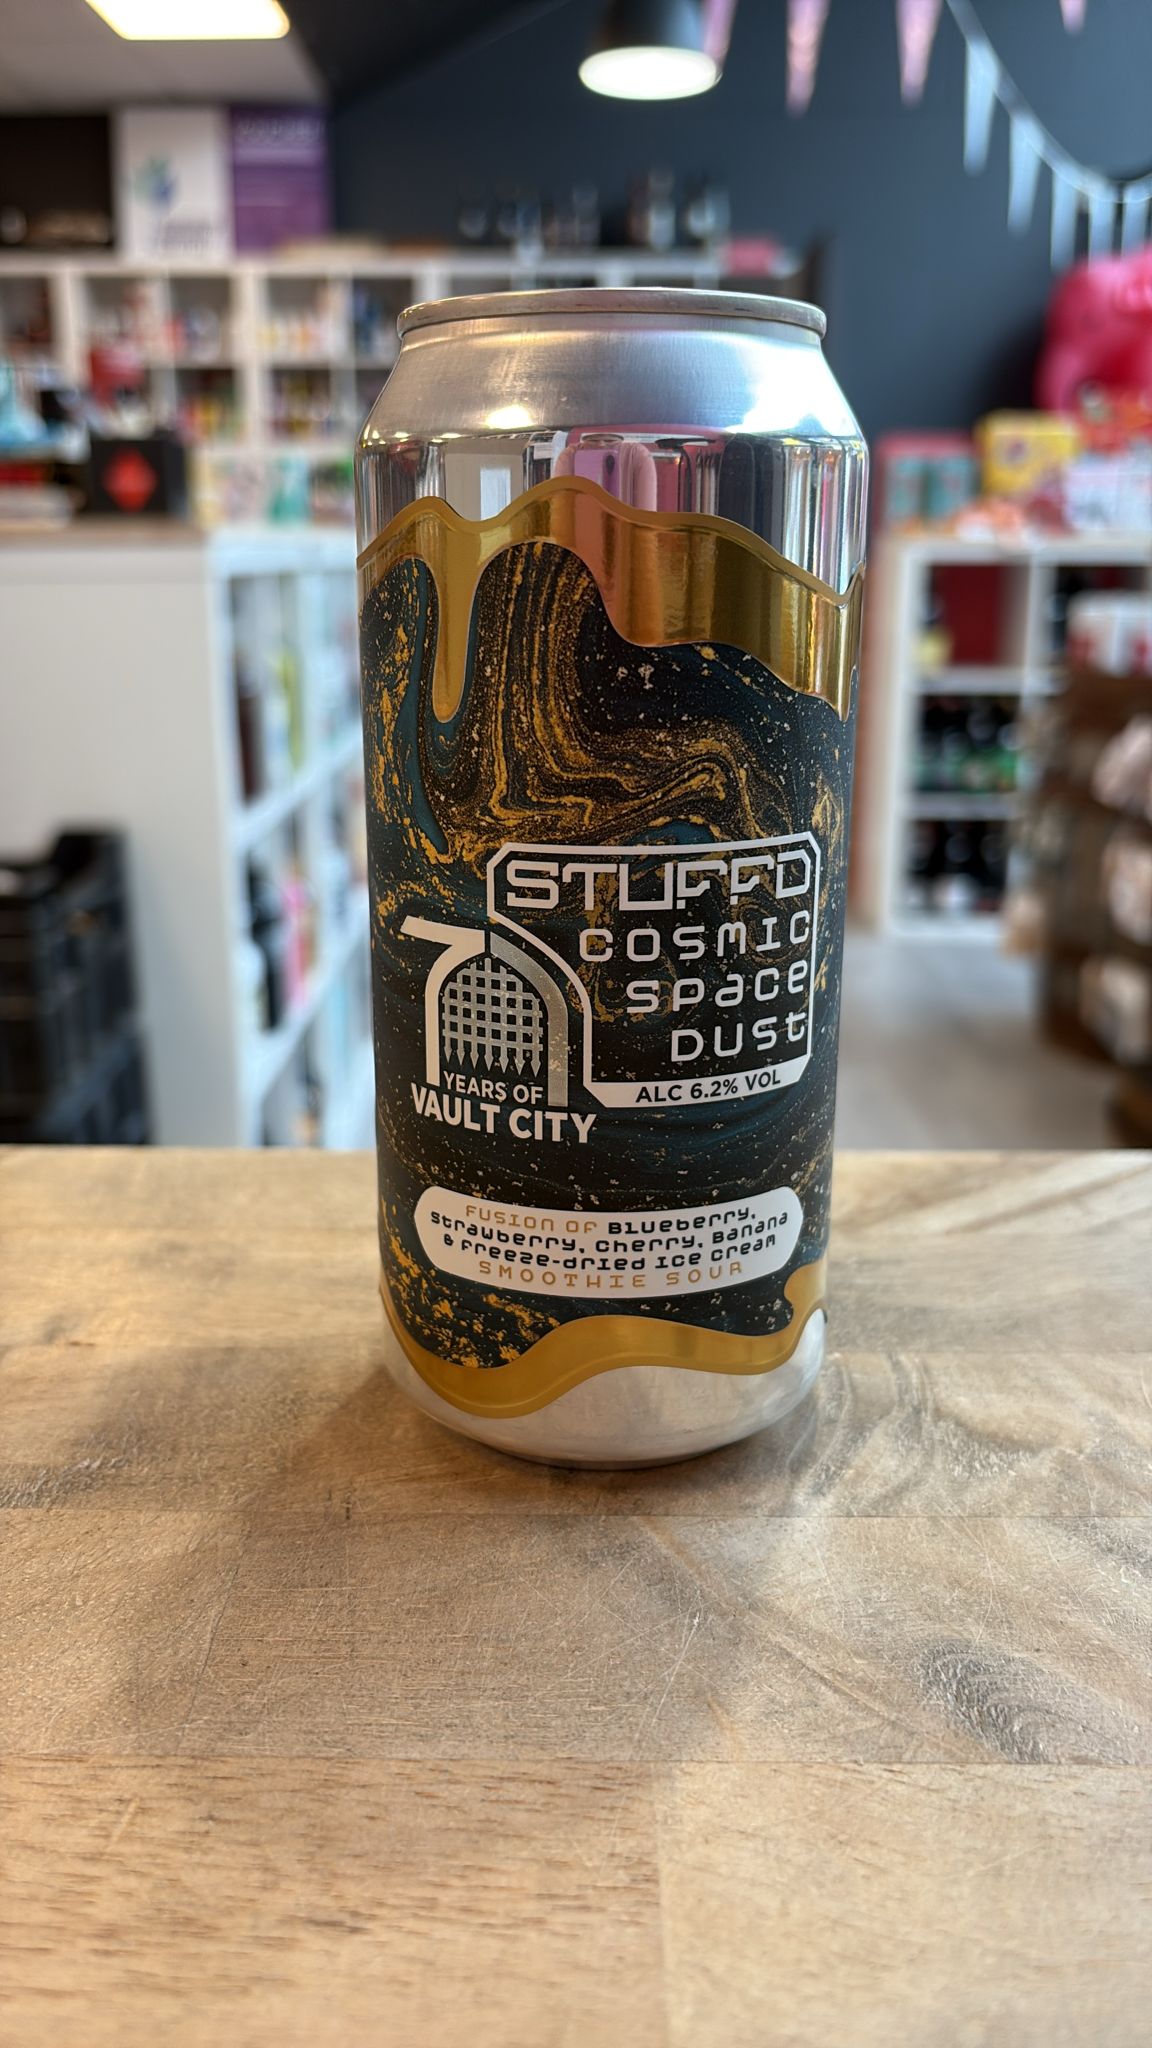 STUFFD
COSMIC
SPace
DUSt
ALC 6.2% VOL
7
YEARS OF
VAULT CITY
FUSION OF Blueberry,
Strawberry, Cherry, Banana
& Freeze-dried Ice Cream
SMOOTHIE SOUR